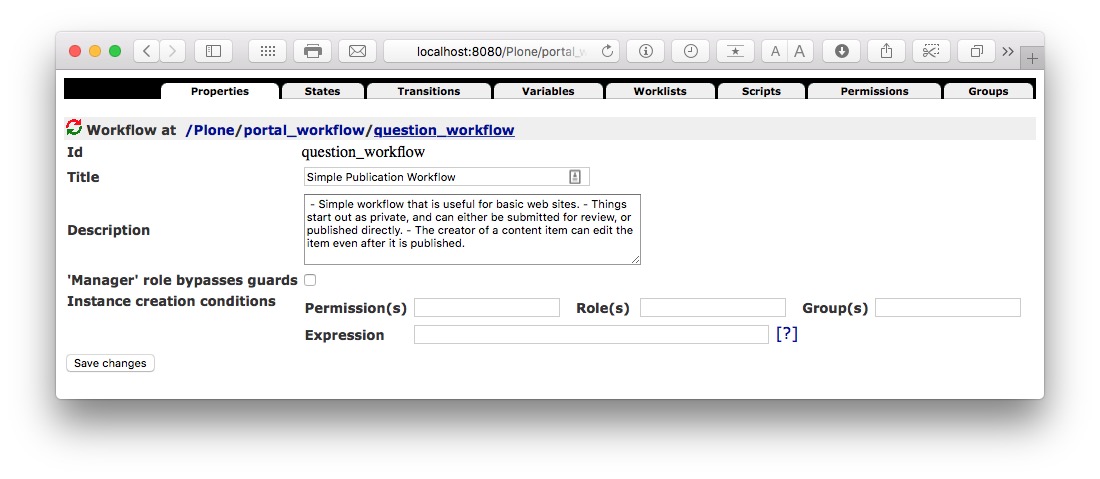 localhost:8080/Plone/portal_w
A A
Properties States Transitions Variables Worklists Scripts Permissions Groups
Workflow at /Plone/portal_workflow/question_workflow
Id question_workflow
Title Simple Publication Workflow
Description
- Simple workflow that is useful for basic web sites. - Things
start out as private, and can either be submitted for review, or
published directly. - The creator of a content item can edit the
item even after it is published.
'Manager' role bypasses guards
Instance creation conditions
Permission(s) Role(s) Group(s)
Expression [?]
Save changes